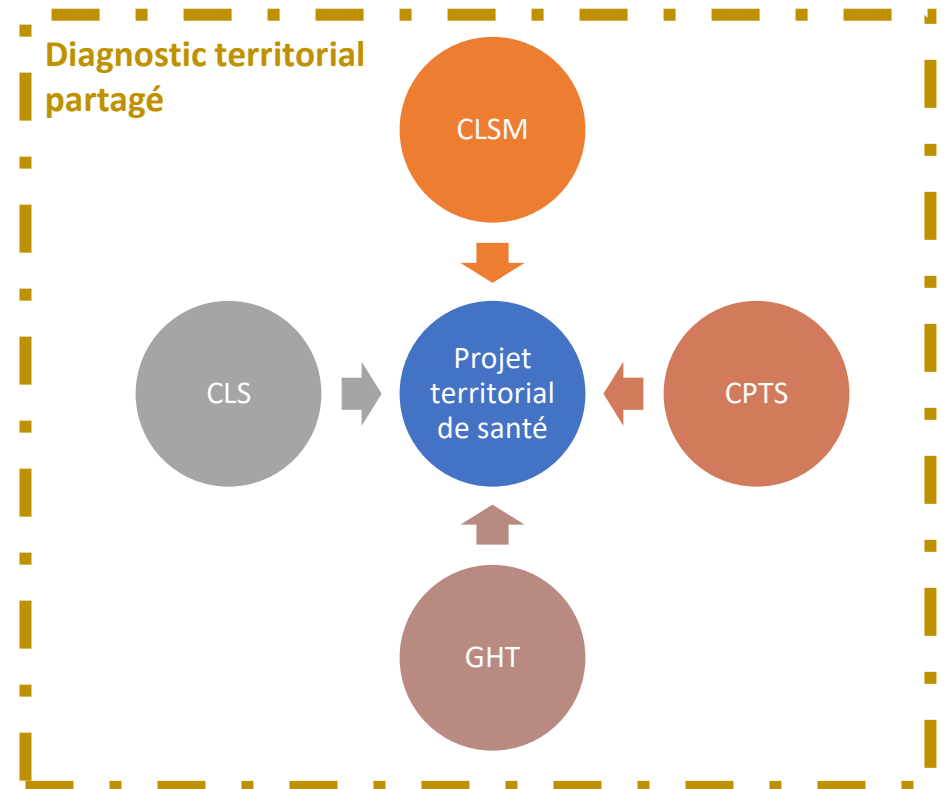 Diagnostic territorial
partagé
CLSM
CLS
Projet
territorial
de santé
CPTS
GHT